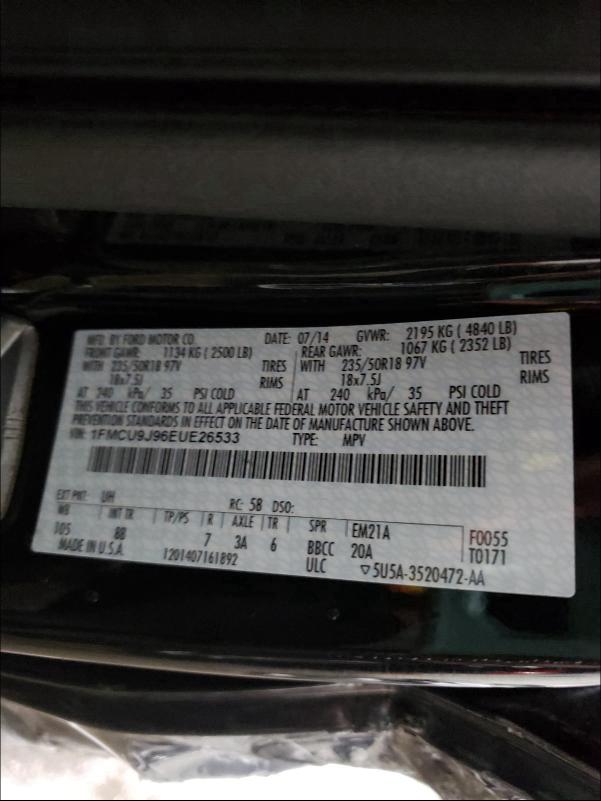 MFD. BY FORD MOTOR CO. DATE: 07/14 GVWR: 2195 KG ( 4840 LB)
FRONT GAWR: 1134 KG ( 2500 LB) REAR GAWR: 1067 KG ( 2352 LB)
WITH 235/50R18 97V TIRES WITH 235/50R18 97V TIRES
18x7.5J RIMS 18x7.5J RIMS
AT 240 kPa/ 35 PSI COLD AT 240 kPa/ 35 PSI COLD
THIS VEHICLE CONFORMS TO ALL APPLICABLE FEDERAL MOTOR VEHICLE SAFETY AND THEFT
PREVENTION STANDARDS IN EFFECT ON THE DATE OF MANUFACTURE SHOWN ABOVE.
VIN: 1FMCU9J96EUE26533 TYPE: MPV
EXT PNT: UH RC: 58 DSO:
WB INT TR TP/PS R AXLE TR SPR EM21A F0055
105 88 7 3A 6 BBCC 20A T0171
MADE IN U.S.A. 1201407161892 ULC ▽5U5A-3520472-AA